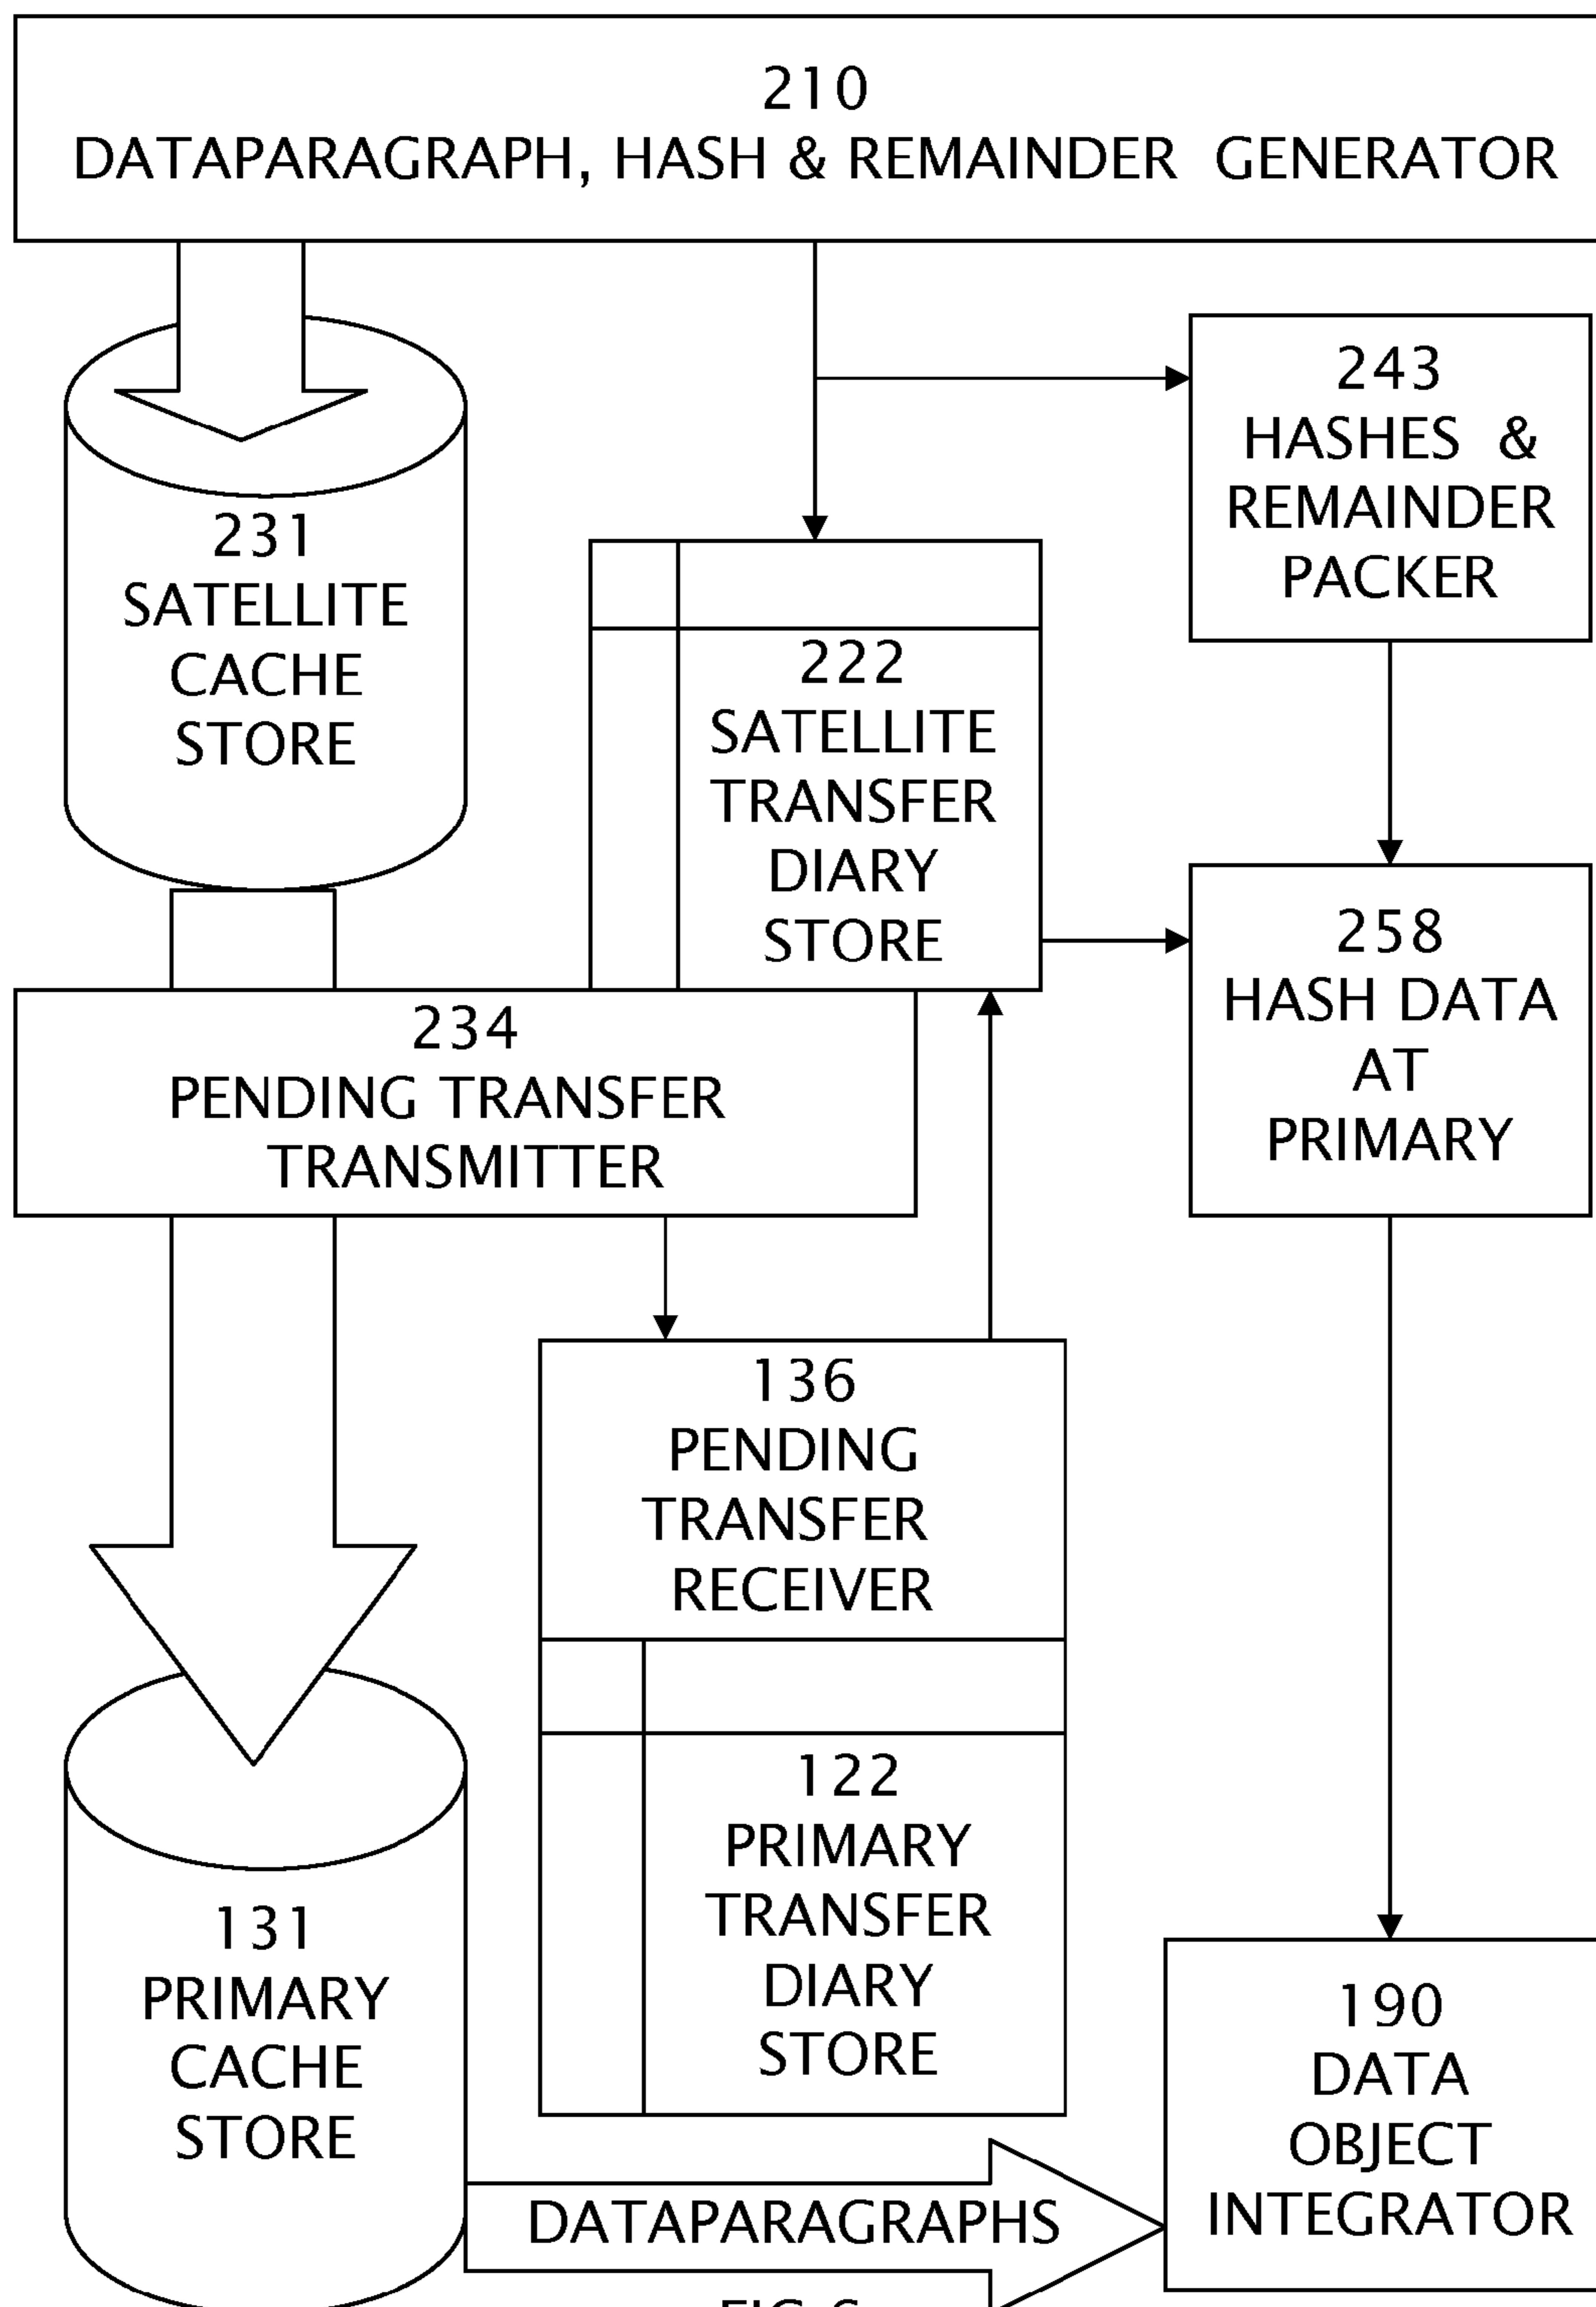 210
DATAPARAGRAPH, HASH & REMAINDER GENERATOR
243
HASHES &
REMAINDER
PACKER
231
SATELLITE
CACHE
STORE
222
SATELLITE
TRANSFER
DIARY
STORE
258
HASH DATA
AT
PRIMARY
234
PENDING TRANSFER
TRANSMITTER
136
PENDING
TRANSFER
RECEIVER
122
PRIMARY
TRANSFER
DIARY
STORE
131
PRIMARY
CACHE
STORE
190
DATA
OBJECT
INTEGRATOR
DATAPARAGRAPHS